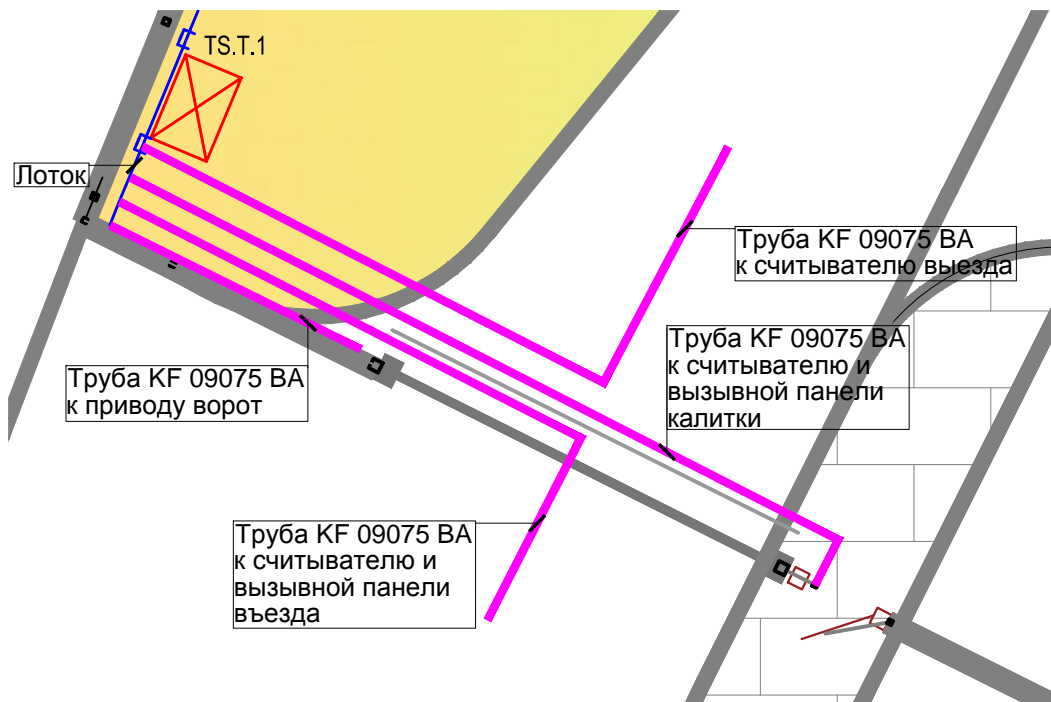 TS.T.1
Лоток
Труба KF 09075 BA
к считывателю выезда
Труба KF 09075 BA
к считывателю и
вызывной панели
калитки
Труба KF 09075 BA
к приводу ворот
Труба KF 09075 BA
к считывателю и
вызывной панели
въезда